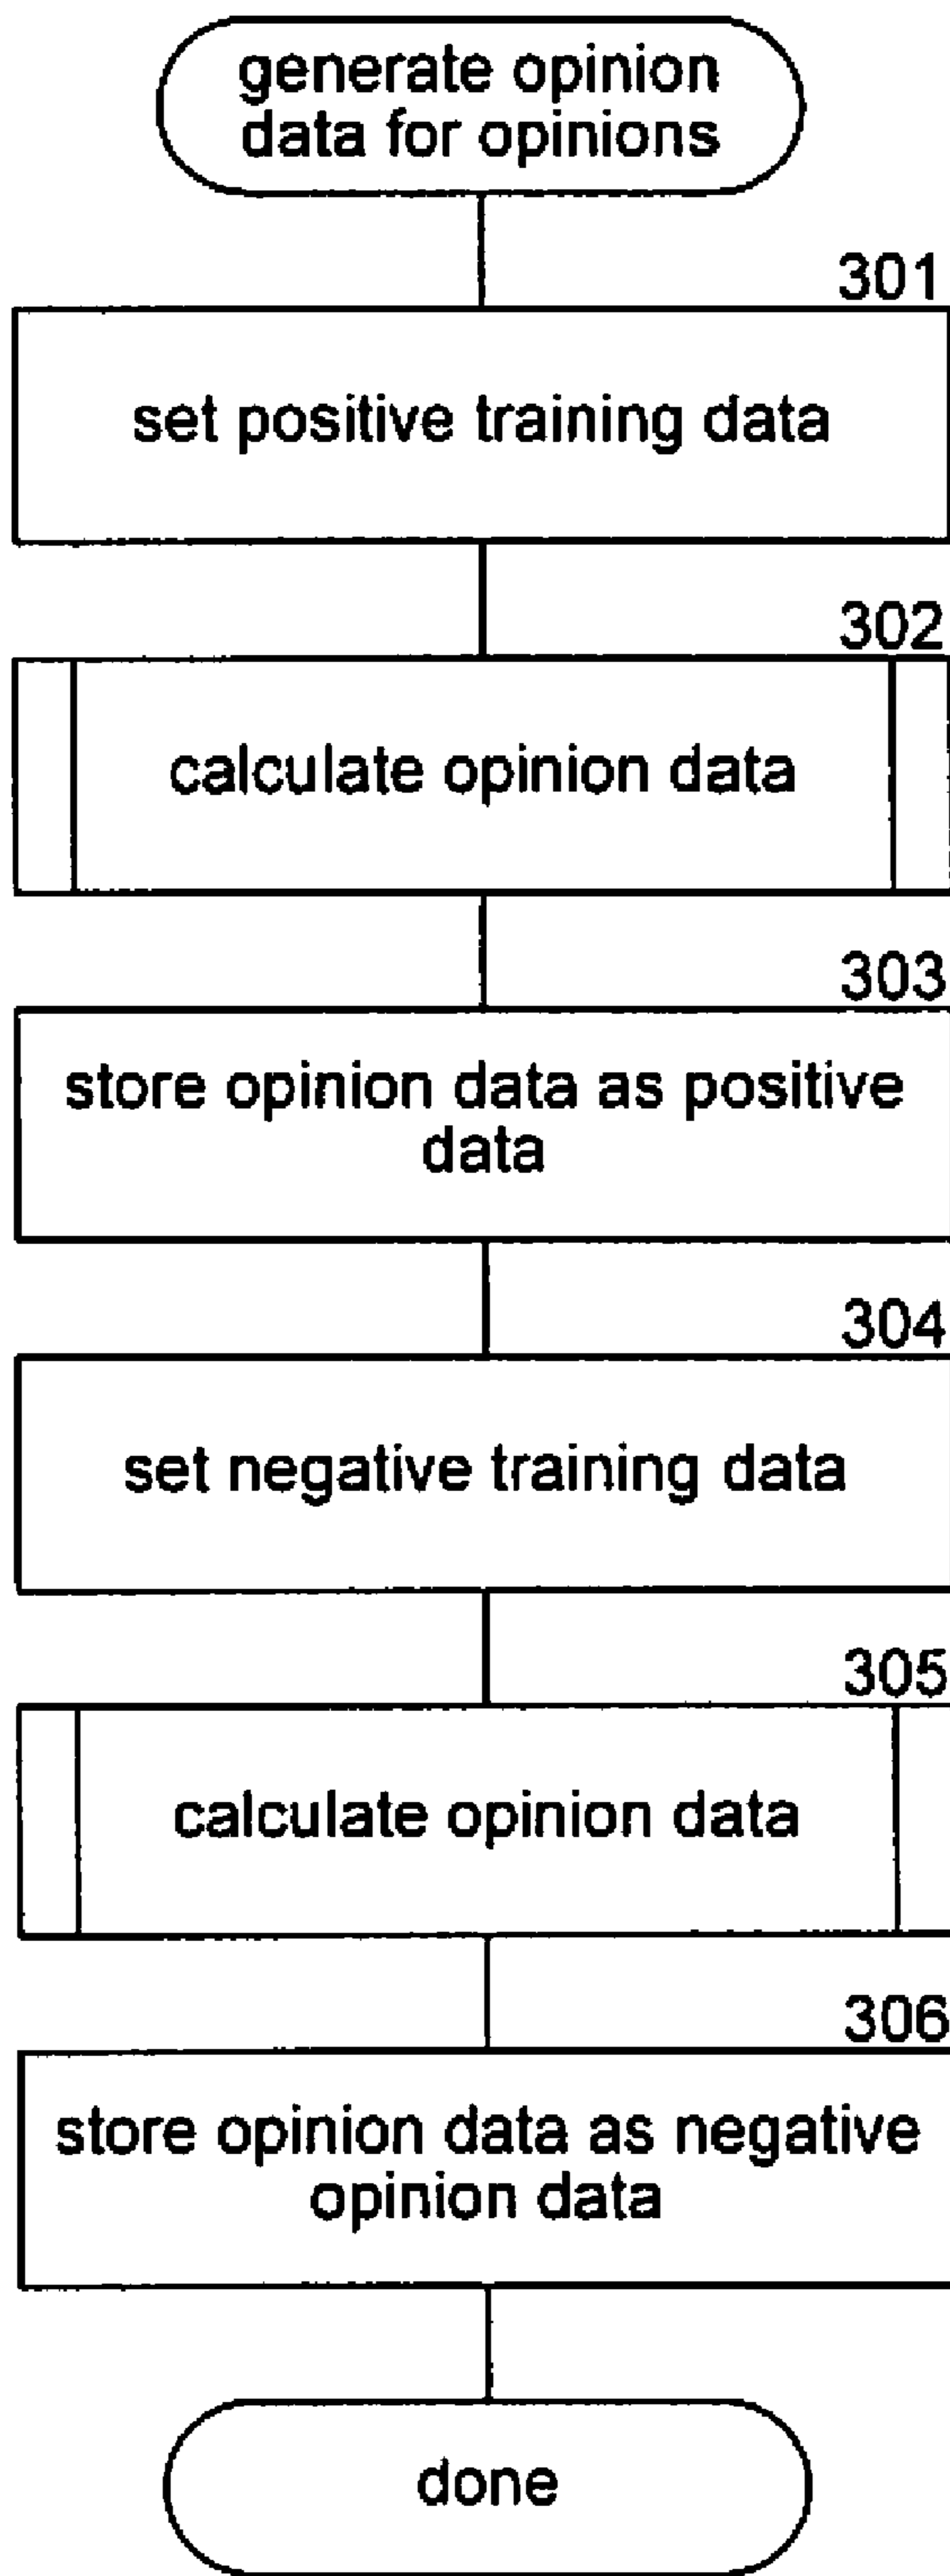 generate opinion
data for opinions
301
set positive training data
302
calculate opinion data
303
store opinion data as positive
data
304
set negative training data
305
calculate opinion data
306
store opinion data as negative
opinion data
done